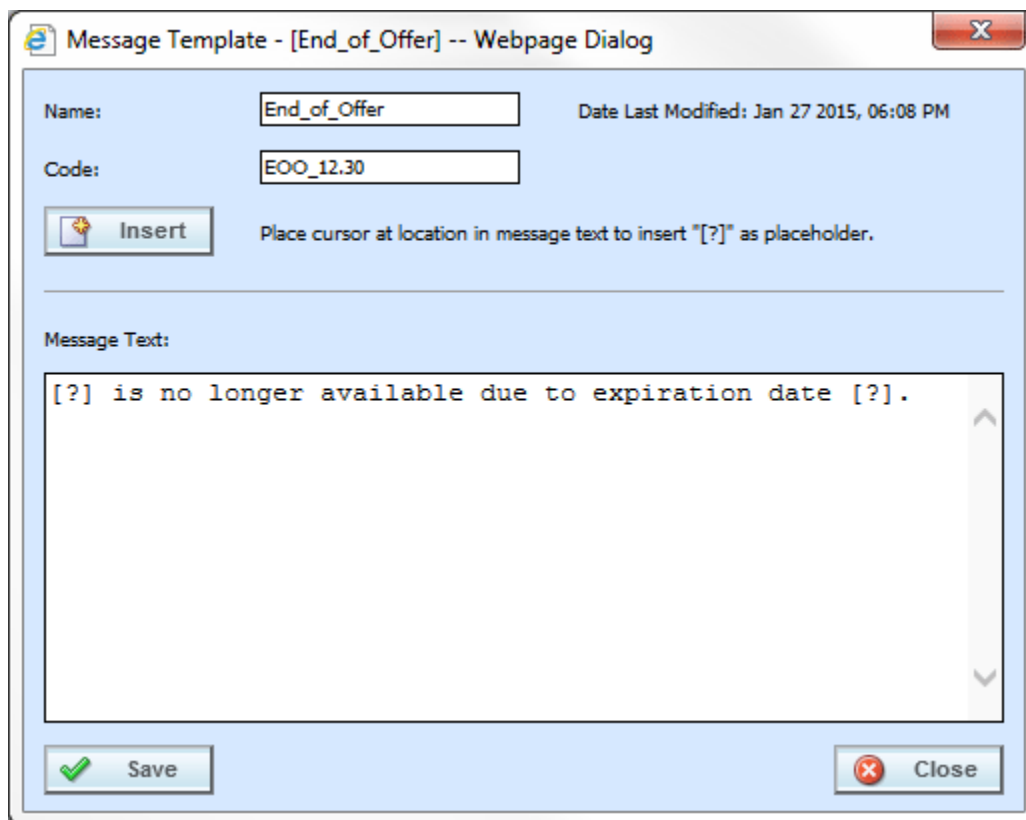 Message Template - [End_of_Offer] -- Webpage Dialog
Name: End_of_Offer Date Last Modified: Jan 27 2015, 06:08 PM
Code: EOO_12.30
Insert Place cursor at location in message text to insert "[?]" as placeholder.
Message Text:
[?] is no longer available due to expiration date [?].
Save Close